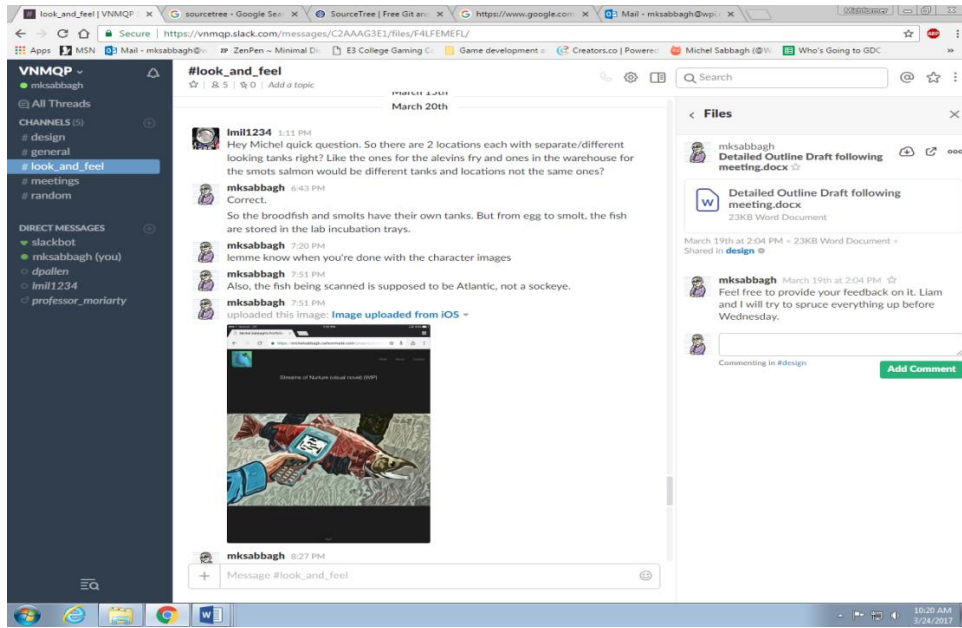 look_and_feel | VNMQP
sourcetree - Google Sea
SourceTree | Free Git an
https://www.google.com
Mail - mksabbagh@wpi.e
Secure | https://vnmqp.slack.com/messages/C2AAAG3E1/files/F4LFEMEFL/
Apps MSN Mail - mksabbagh@w ZenPen ~ Minimal Di E3 College Gaming C Game development a Creators.co | Powered Michel Sabbagh (@W Who's Going to GDC
VNMQP
mksabbagh
All Threads
CHANNELS (5)
# design
# general
# look_and_feel
# meetings
# random
DIRECT MESSAGES
slackbot
mksabbagh (you)
dpallen
lmil1234
professor_moriarty
#look_and_feel
5 | 0 | Add a topic
Search
March 15th
March 20th
lmil1234 1:11 PM
Hey Michel quick question. So there are 2 locations each with separate/different
looking tanks right? Like the ones for the alevins fry and ones in the warehouse for
the smots salmon would be different tanks and locations not the same ones?
mksabbagh 6:43 PM
Correct.
So the broodfish and smolts have their own tanks. But from egg to smolt, the fish
are stored in the lab incubation trays.
mksabbagh 7:20 PM
lemme know when you're done with the character images
mksabbagh 7:51 PM
Also, the fish being scanned is supposed to be Atlantic, not a sockeye.
mksabbagh 7:51 PM
uploaded this image: Image uploaded from iOS
Streams of Nurture (visual novel) (WIP)
mksabbagh 8:27 PM
Message #look_and_feel
Files
mksabbagh
Detailed Outline Draft following
meeting.docx
Detailed Outline Draft following
meeting.docx
23KB Word Document
March 19th at 2:04 PM • 23KB Word Document •
Shared in design
mksabbagh March 19th at 2:04 PM
Feel free to provide your feedback on it. Liam
and I will try to spruce everything up before
Wednesday.
Commenting in #design
Add Comment
10:20 AM
3/24/2017